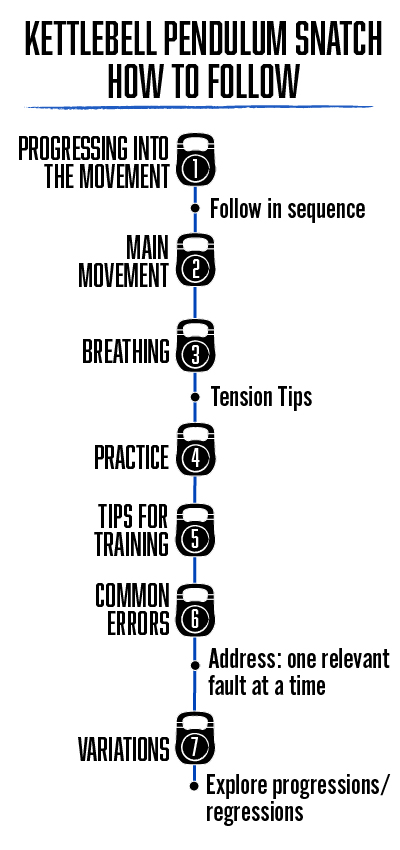 KETTLEBELL PENDULUM SNATCH
HOW TO FOLLOW
PROGRESSING INTO
THE MOVEMENT
1
Follow in sequence
MAIN
MOVEMENT
2
BREATHING
3
Tension Tips
PRACTICE
4
TIPS FOR
TRAINING
5
COMMON
ERRORS
6
Address: one relevant
fault at a time
VARIATIONS
7
Explore progressions/
regressions